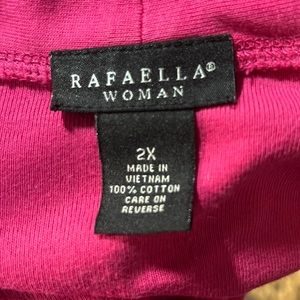 RAFAELLA®
WOMAN
2X
MADE IN
VIETNAM
100% COTTON
CARE ON
REVERSE